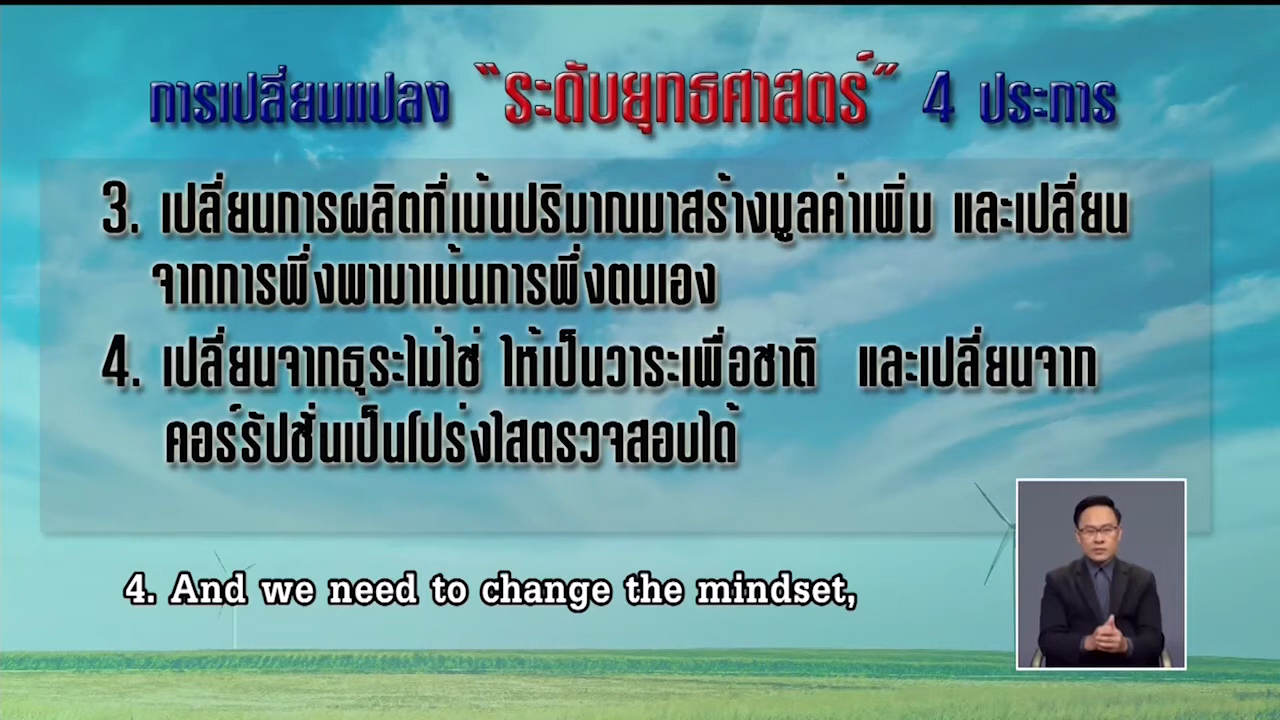 การเปลี่ยนแปลง “ระดับยุทธศาสตร์” 4 ประการ
3. เปลี่ยนการผลิตที่เน้นปริมาณมาสร้างมูลค่าเพิ่ม และเปลี่ยน
จากการพึ่งพามาเน้นการพึ่งตนเอง
4. เปลี่ยนจากธุระไม่ใช่ ให้เป็นวาระเพื่อชาติ และเปลี่ยนจาก
คอร์รัปชั่นเป็นโปร่งใสตรวจสอบได้
4. And we need to change the mindset,